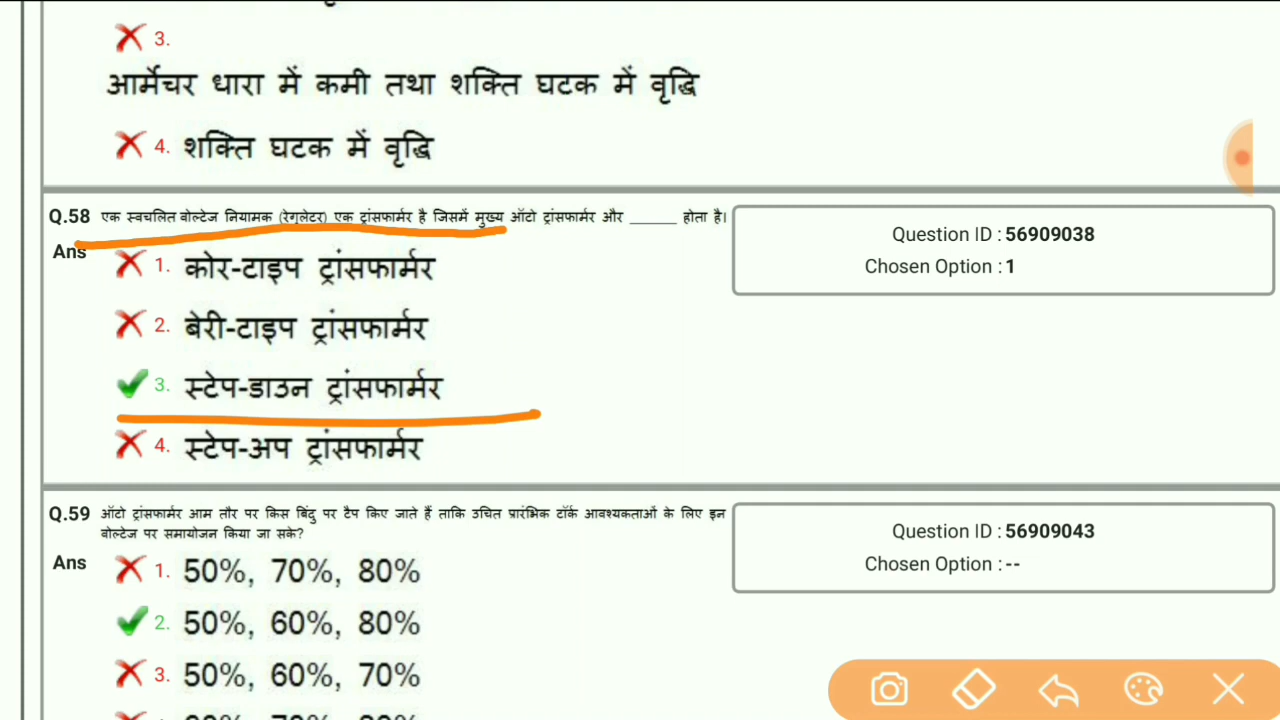 3.
आर्मेचर धारा में कमी तथा शक्ति घटक में वृद्धि
4. शक्ति घटक में वृद्धि
Q.58 एक स्वचलित वोल्टेज नियामक (रेगुलेटर) एक ट्रांसफार्मर है जिसमें मुख्य ऑटो ट्रांसफार्मर और ______ होता है।
Ans
1. कोर-टाइप ट्रांसफार्मर
2. बेरी-टाइप ट्रांसफार्मर
3. स्टेप-डाउन ट्रांसफार्मर
4. स्टेप-अप ट्रांसफार्मर
Question ID : 56909038
Chosen Option : 1
Q.59 ऑटो ट्रांसफार्मर आम तौर पर किस बिंदु पर टैप किए जाते हैं ताकि उचित प्रारंभिक टॉर्क आवश्यकताओं के लिए इन
वोल्टेज पर समायोजन किया जा सके?
Ans
1. 50%, 70%, 80%
2. 50%, 60%, 80%
3. 50%, 60%, 70%
Question ID : 56909043
Chosen Option : --